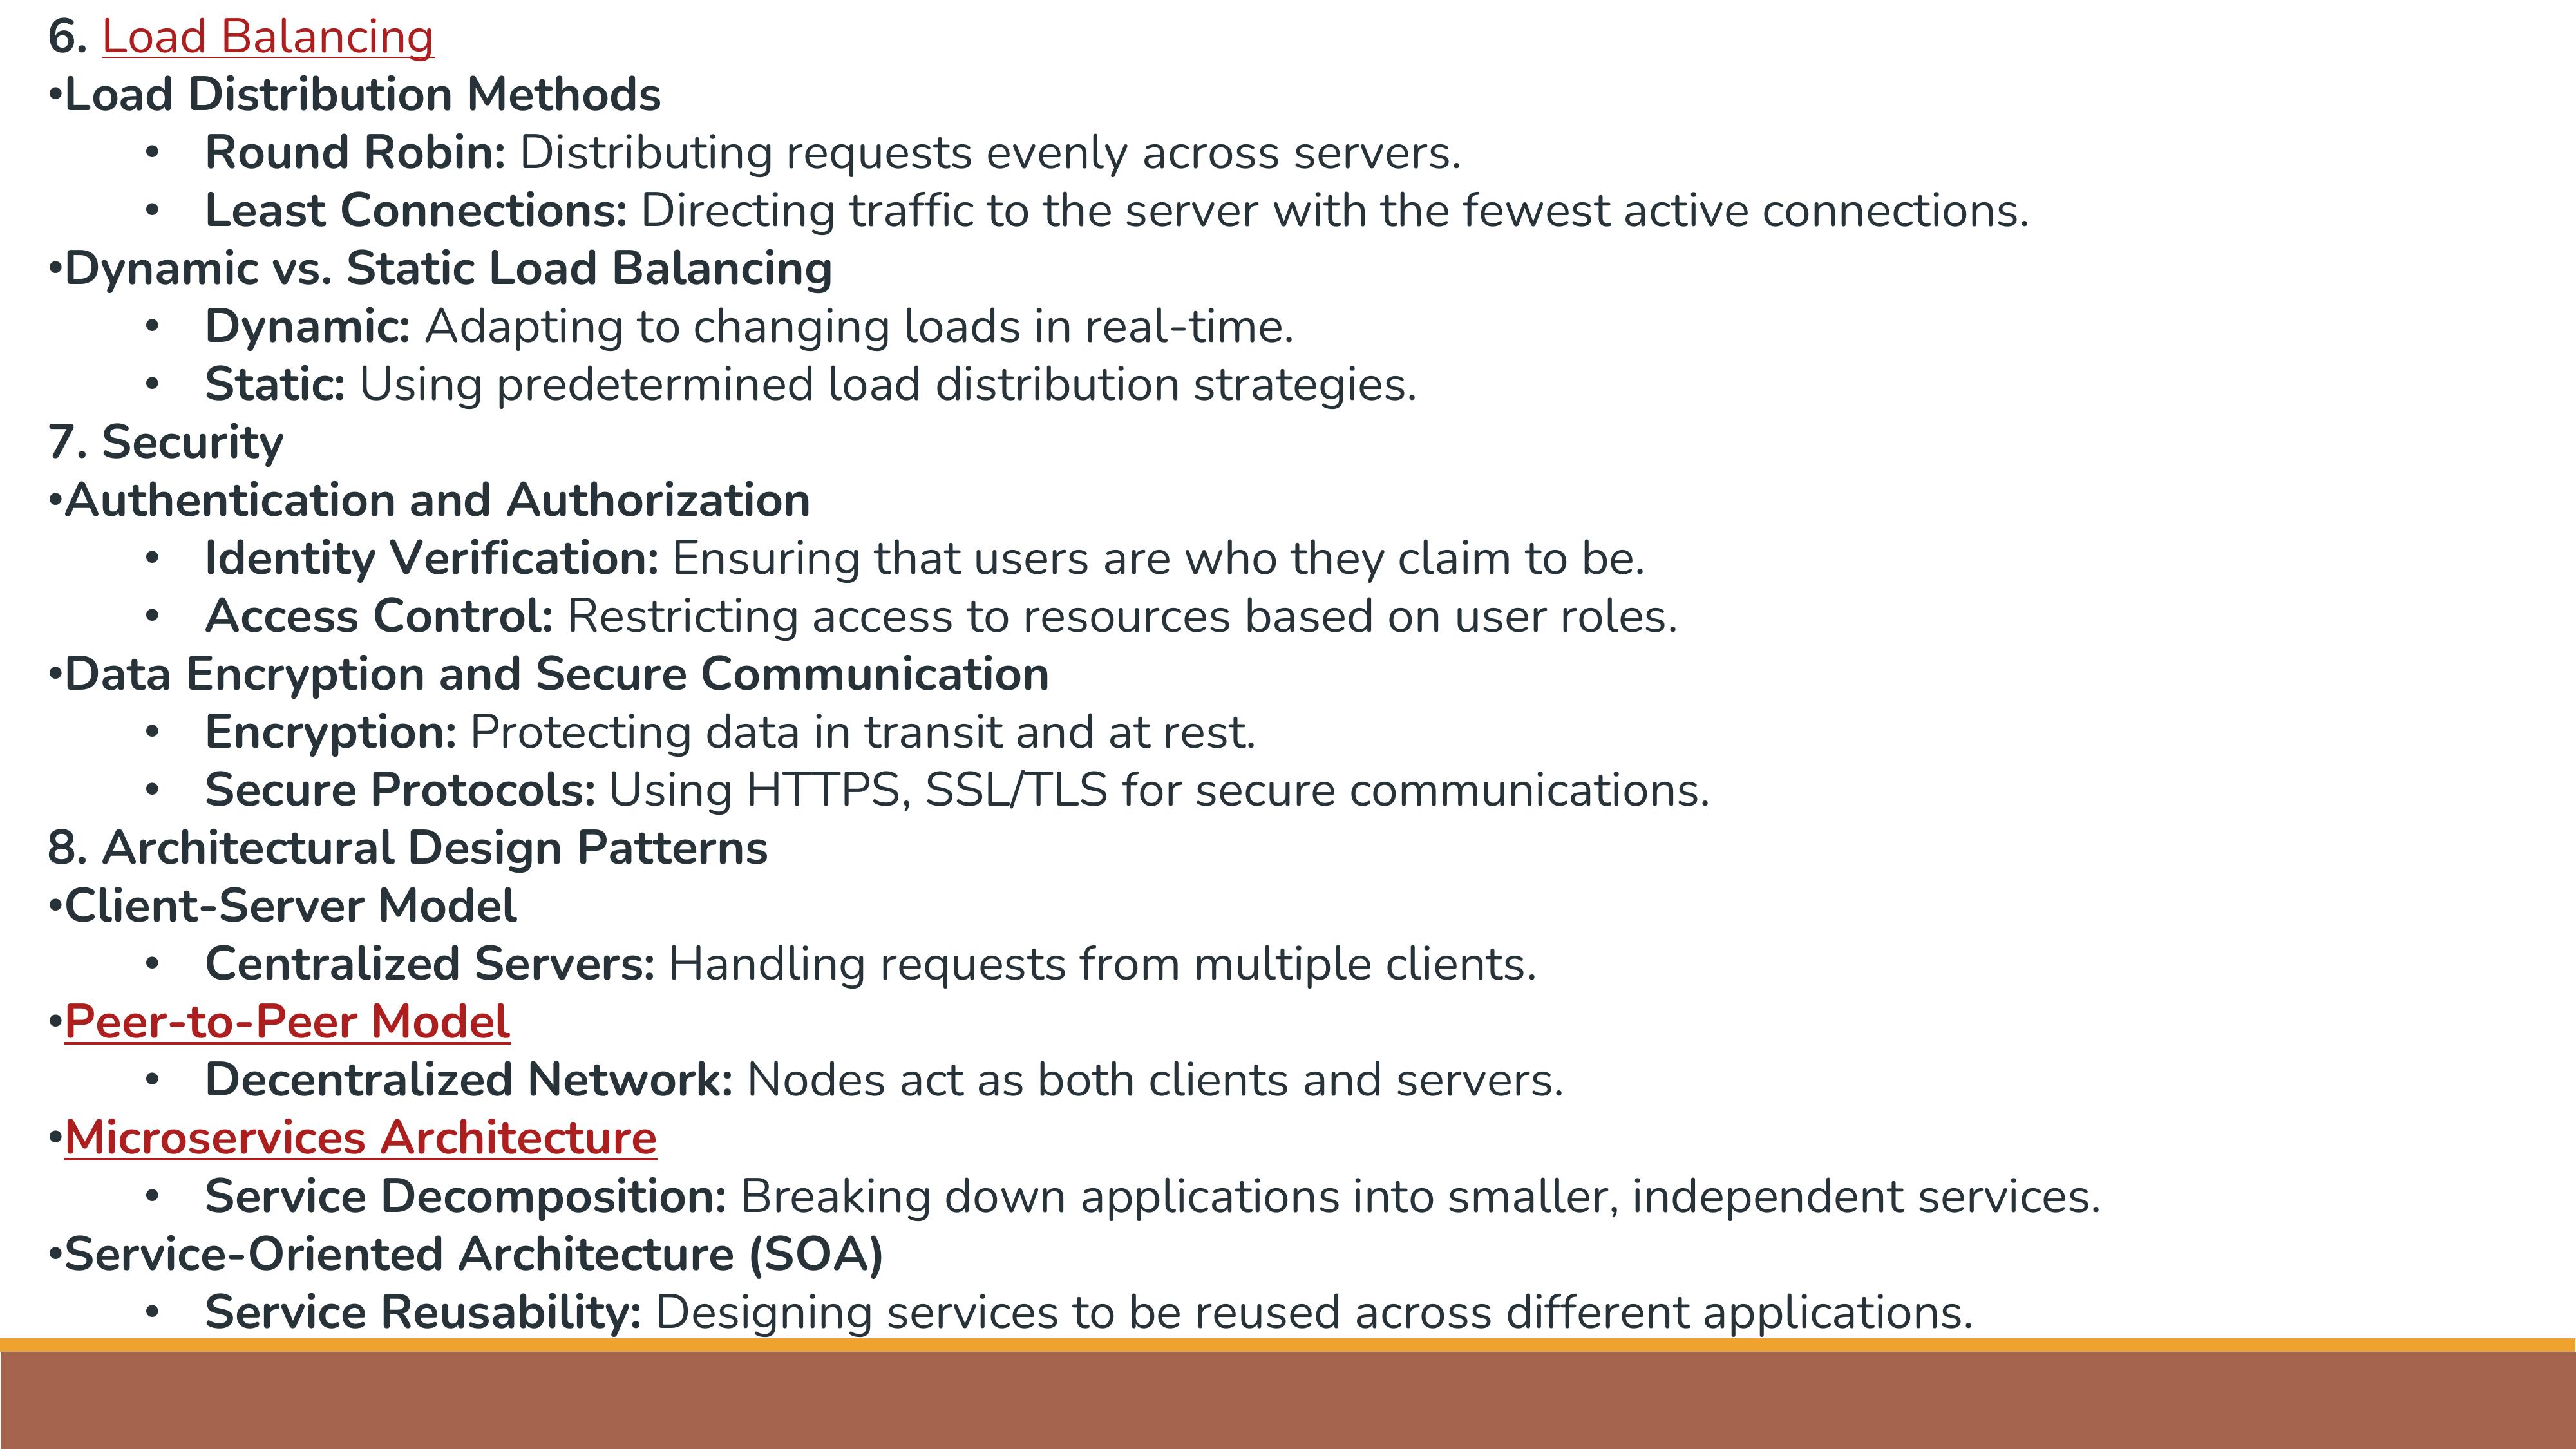 6. Load Balancing
•Load Distribution Methods
• Round Robin: Distributing requests evenly across servers.
• Least Connections: Directing traffic to the server with the fewest active connections.
•Dynamic vs. Static Load Balancing
• Dynamic: Adapting to changing loads in real-time.
• Static: Using predetermined load distribution strategies.
7. Security
•Authentication and Authorization
• Identity Verification: Ensuring that users are who they claim to be.
• Access Control: Restricting access to resources based on user roles.
•Data Encryption and Secure Communication
• Encryption: Protecting data in transit and at rest.
• Secure Protocols: Using HTTPS, SSL/TLS for secure communications.
8. Architectural Design Patterns
•Client-Server Model
• Centralized Servers: Handling requests from multiple clients.
•Peer-to-Peer Model
• Decentralized Network: Nodes act as both clients and servers.
•Microservices Architecture
• Service Decomposition: Breaking down applications into smaller, independent services.
•Service-Oriented Architecture (SOA)
• Service Reusability: Designing services to be reused across different applications.